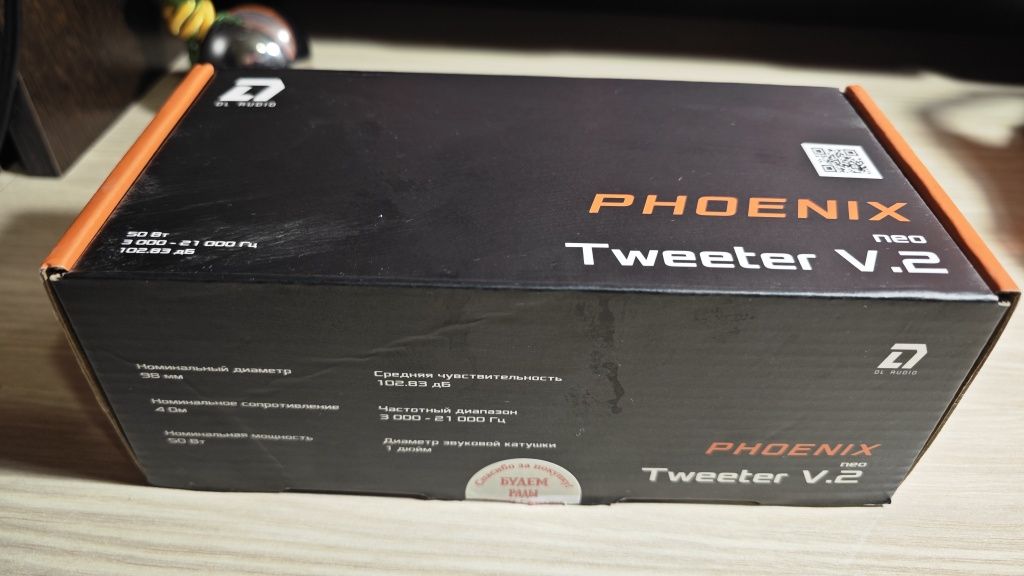 DL AUDIO
50 Вт
3 000 - 21 000 Гц
102.83 дБ
PHOENIX
neo
Tweeter V.2
Номинальный диаметр
98 мм
Номинальное сопротивление
4 Ом
Номинальная мощность
50 Вт
Средняя чувствительность
102.83 дБ
Частотный диапазон
3 000 - 21 000 Гц
Диаметр звуковой катушки
1 дюйм
Спасибо за покупку!
БУДЕМ
РАДЫ
DL AUDIO
PHOENIX
neo
Tweeter V.2